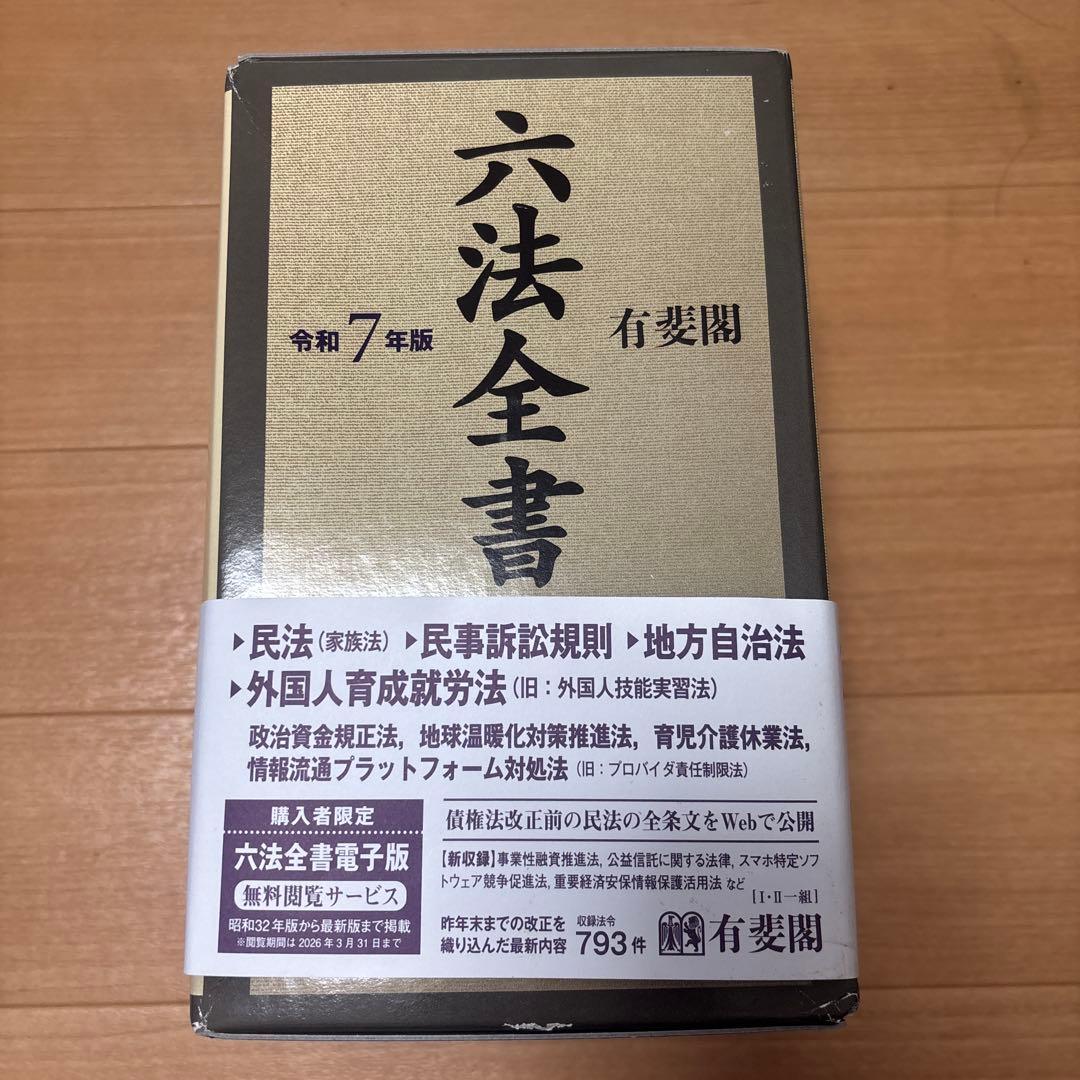 六法全書
令和7年版
有斐閣
▶民法(家族法) ▶民事訴訟規則 ▶地方自治法
▶外国人育成就労法(旧:外国人技能実習法)
政治資金規正法, 地球温暖化対策推進法, 育児介護休業法,
情報流通プラットフォーム対処法(旧:プロバイダ責任制限法)
購入者限定
六法全書電子版
無料閲覧サービス
昭和32年版から最新版まで掲載
※閲覧期間は2026年3月31日まで
債権法改正前の民法の全条文をWebで公開
【新収録】事業性融資推進法, 公益信託に関する法律, スマホ特定ソフ
トウェア競争促進法, 重要経済安保情報保護活用法 など
[I・II一組]
昨年末までの改正を
織り込んだ最新内容
収録法令
793件
有斐閣